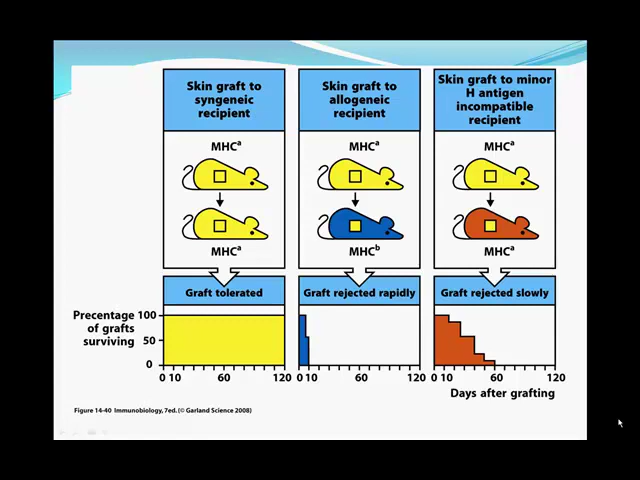 Skin graft to
syngeneic
recipient
Skin graft to
allogeneic
recipient
Skin graft to minor
H antigen
incompatible
recipient
MHCᵃ
MHCᵃ
MHCᵃ
MHCᵃ
MHCᵇ
MHCᵃ
Graft tolerated
Graft rejected rapidly
Graft rejected slowly
Precentage
of grafts
surviving
100
50
0
0 10 60 120
0 10 60 120
0 10 60 120
Days after grafting
Figure 14-40 Immunobiology, 7ed. (© Garland Science 2008)